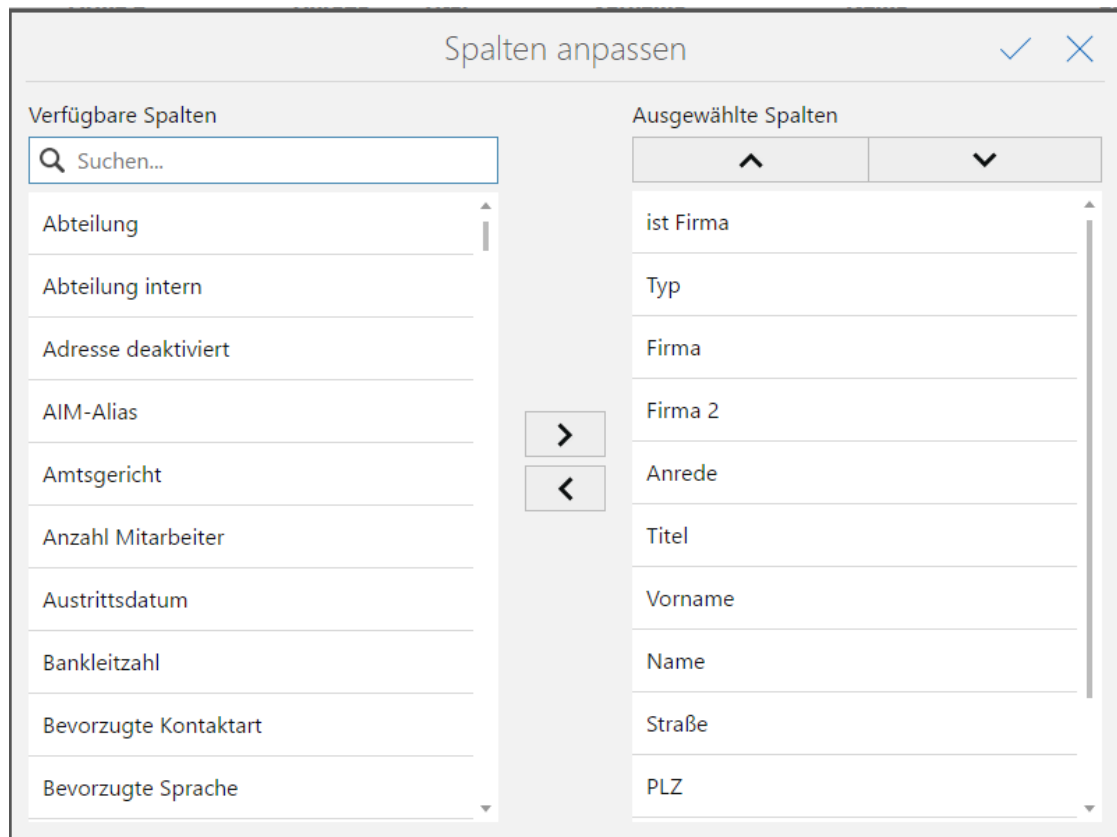 Spalten anpassen
Verfügbare Spalten
Suchen...
Abteilung
Abteilung intern
Adresse deaktiviert
AIM-Alias
Amtsgericht
Anzahl Mitarbeiter
Austrittsdatum
Bankleitzahl
Bevorzugte Kontaktart
Bevorzugte Sprache
Ausgewählte Spalten
ist Firma
Typ
Firma
Firma 2
Anrede
Titel
Vorname
Name
Straße
PLZ